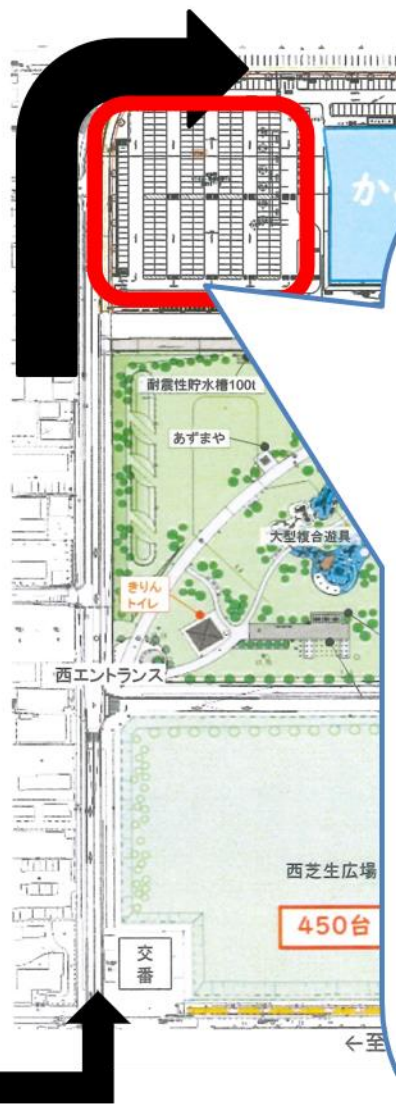 か
耐震性貯水槽100t
あずまや
大型複合遊具
きりん
トイレ
西エントランス
西芝生広場
450台
交
番
←至